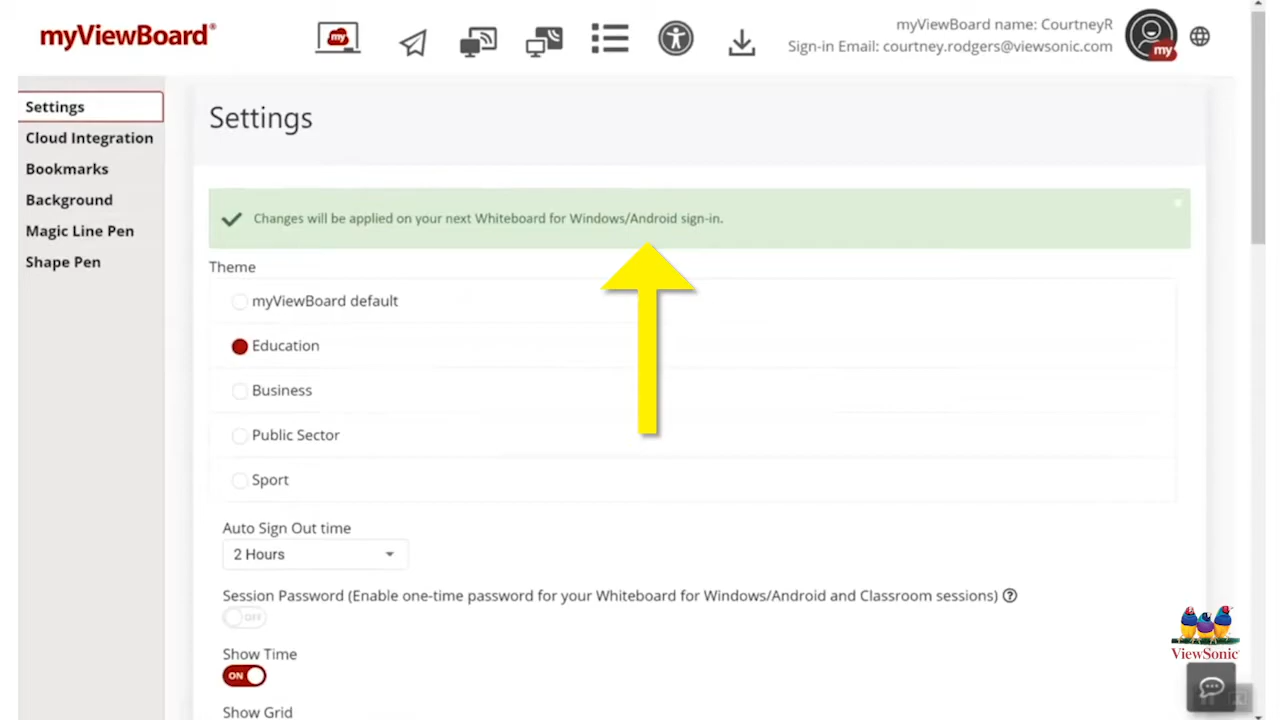 myViewBoard®
my
myViewBoard name: CourtneyR
Sign-in Email: courtney.rodgers@viewsonic.com
my
Settings
Cloud Integration
Bookmarks
Background
Magic Line Pen
Shape Pen
Settings
Changes will be applied on your next Whiteboard for Windows/Android sign-in.
Theme
myViewBoard default
Education
Business
Public Sector
Sport
Auto Sign Out time
2 Hours
Session Password (Enable one-time password for your Whiteboard for Windows/Android and Classroom sessions)
OFF
Show Time
ON
Show Grid
ViewSonic